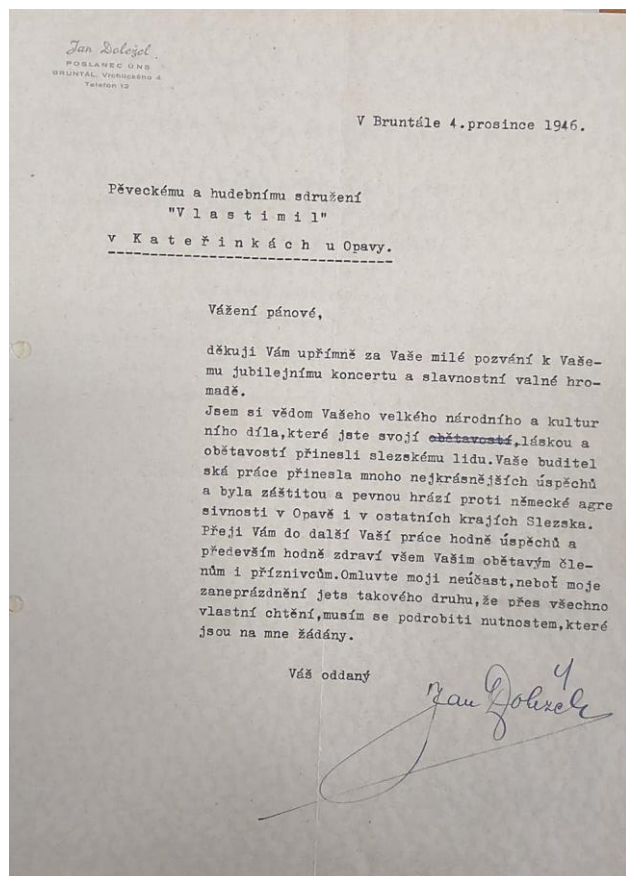 Jan Doležel
POSLANEC ÚNS
BRUNTÁL, Vrchlického 4
Telefon 12
V Bruntále 4.prosince 1946.
Pěveckému a hudebnímu sdružení
"V l a s t i m i l"
v K a t e ř i n k á c h u Opavy.
Vážení pánové,
děkuji Vám upřímně za Vaše milé pozvání k Vaše-
mu jubilejnímu koncertu a slavnostní valné hro-
madě.
Jsem si vědom Vašeho velkého národního a kultur
ního díla,které jste svojí obětavostí,láskou a
obětavostí přinesli slezskému lidu.Vaše buditel
ská práce přinesla mnoho nejkrásnějších úspěchů
a byla záštitou a pevnou hrází proti německé agre
sivnosti v Opavě i v ostatních krajích Slezska.
Přeji Vám do další Vaší práce hodně úspěchů a
především hodně zdraví všem Vašim obětavým čle-
nům i příznivcům.Omluvte moji neúčast,neboť moje
zaneprázdnění jets takového druhu,že přes všechno
vlastní chtění,musím se podrobiti nutnostem,které
jsou na mne žádány.
Váš oddaný
Jan Doležel